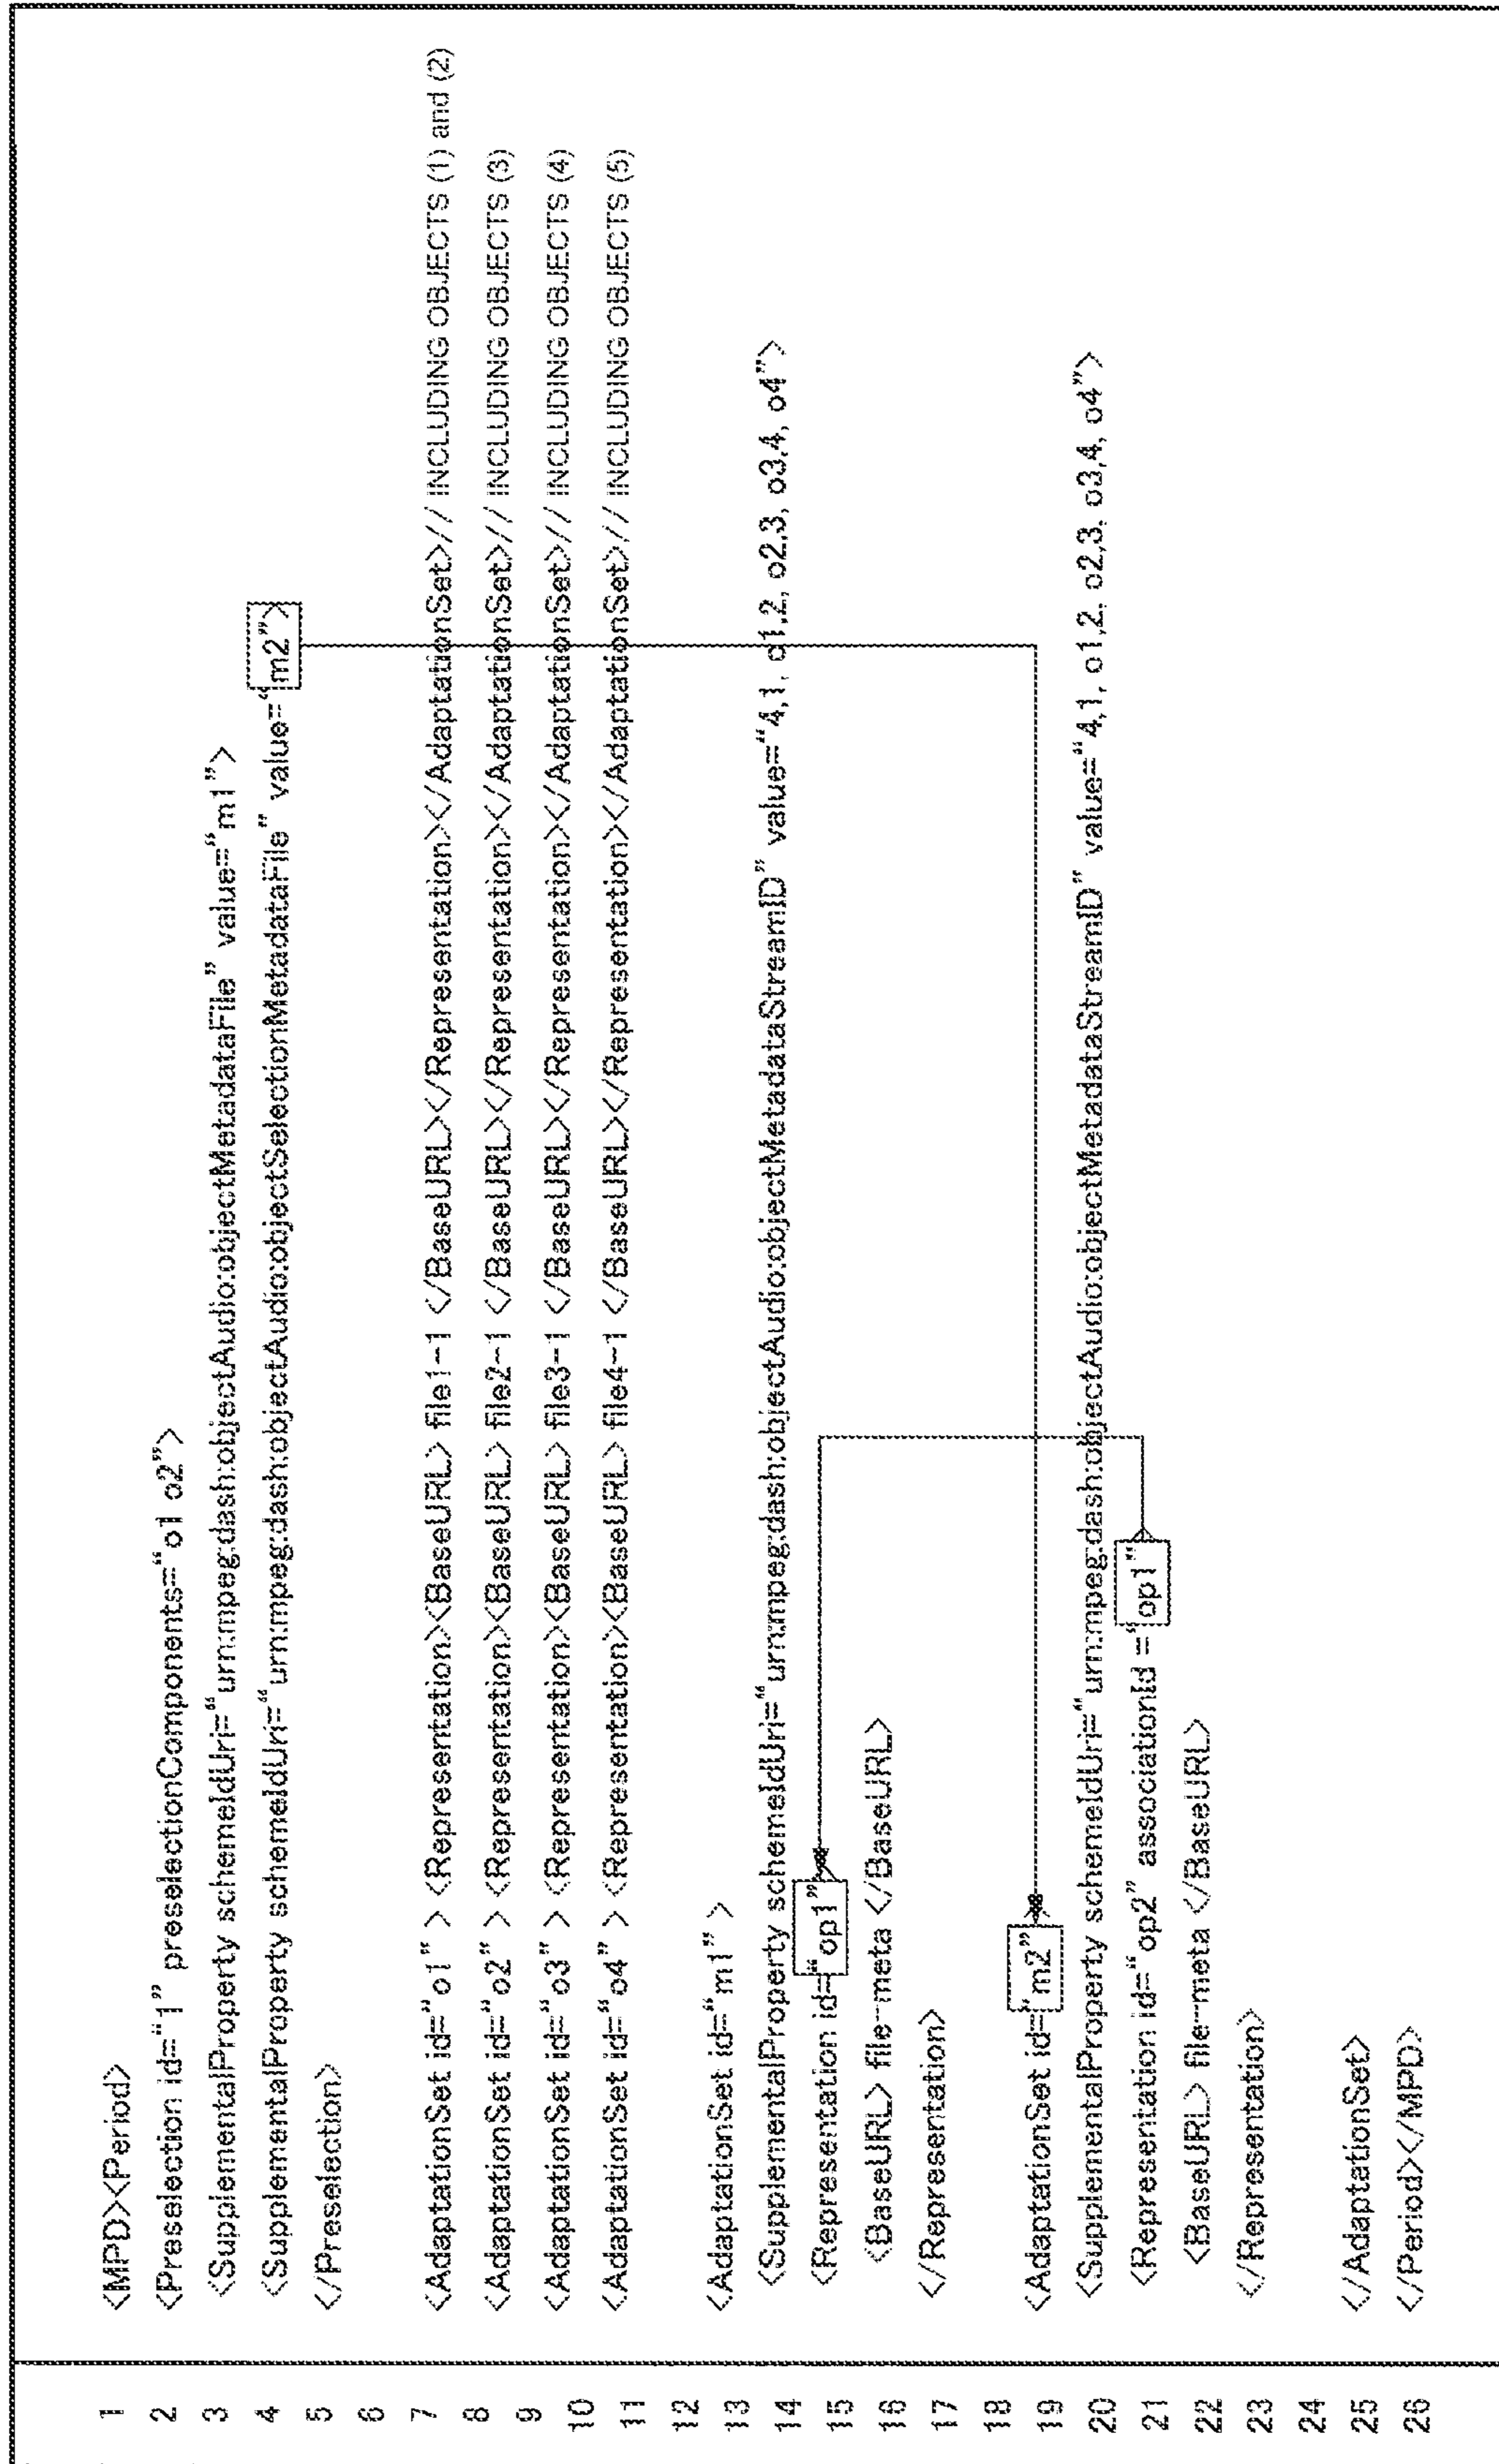 1 <MPD><Period>
2 <Preselection id="1" preselectionComponents="o1 o2">
3 <SupplementalProperty schemeIdUri="urn:mpeg:dash:objectAudio:objectMetadataFile" value="m1">
4 <SupplementalProperty schemeIdUri="urn:mpeg:dash:objectAudio:objectSelectionMetadataFile" value="m2">
5 </Preselection>
6
7 <AdaptationSet id="o1" > <Representation><BaseURL> file1-1 </BaseURL></Representation></AdaptationSet>// INCLUDING OBJECTS (1) and (2)
8 <AdaptationSet id="o2" > <Representation><BaseURL> file2-1 </BaseURL></Representation></AdaptationSet>// INCLUDING OBJECTS (3)
9 <AdaptationSet id="o3" > <Representation><BaseURL> file3-1 </BaseURL></Representation></AdaptationSet>// INCLUDING OBJECTS (4)
10 <AdaptationSet id="o4" > <Representation><BaseURL> file4-1 </BaseURL></Representation></AdaptationSet>// INCLUDING OBJECTS (5)
11
12
13 <AdaptationSet id="m1" >
14 <SupplementalProperty schemeIdUri="urn:mpeg:dash:objectAudio:objectMetadataStreamID" value="4,1, o1,2, o2,3, o3,4, o4">
15 <Representation id="op1">
16 <BaseURL> file-meta </BaseURL>
17 </Representation>
18
19 <AdaptationSet id="m2">
20 <SupplementalProperty schemeIdUri="urn:mpeg:dash:objectAudio:objectMetadataStreamID" value="4,1, o1,2, o2,3, o3,4, o4">
21 <Representation id="op2" associationId ="op1">
22 <BaseURL> file-meta </BaseURL>
23 </Representation>
24
25 </AdaptationSet>
26 </Period></MPD>